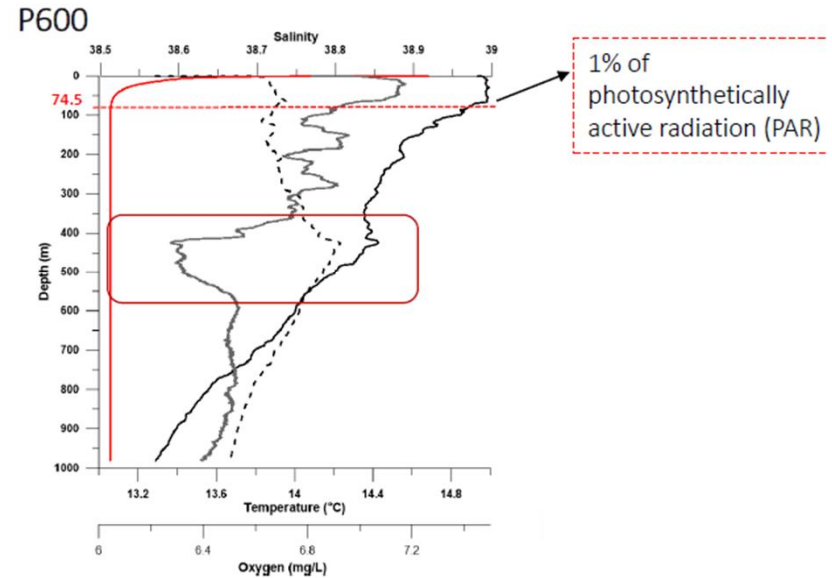 P600
Salinity
38.5 38.6 38.7 38.8 38.9 39
0
74.5
100
200
300
400
500
600
700
800
900
1000
Depth (m)
13.2 13.6 14 14.4 14.8
Temperature (°C)
6 6.4 6.8 7.2
Oxygen (mg/L)
1% of
photosynthetically
active radiation (PAR)